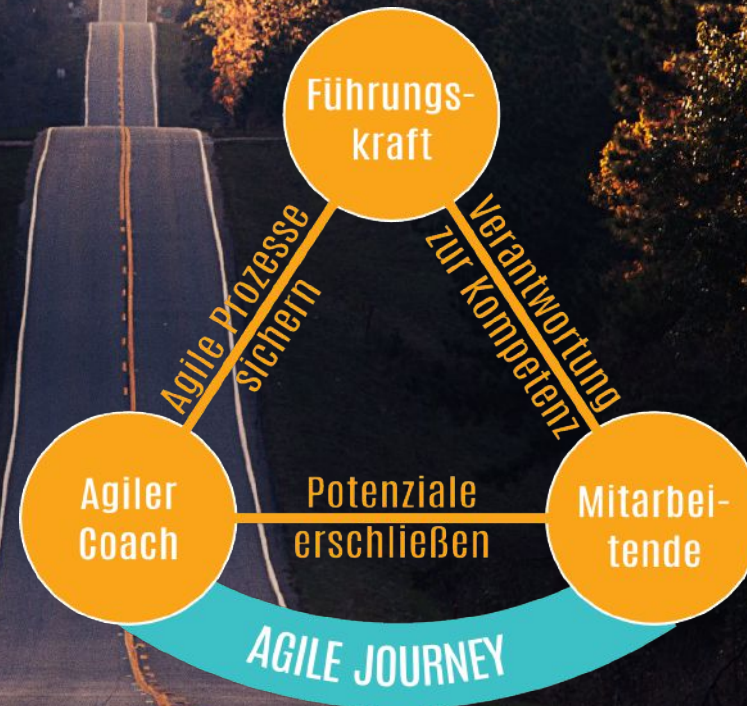 Führungs-
kraft
Agile Prozesse
sichern
Verantwortung
zur Kompetenz
Agiler
Coach
Potenziale
erschließen
Mitarbei-
tende
AGILE JOURNEY